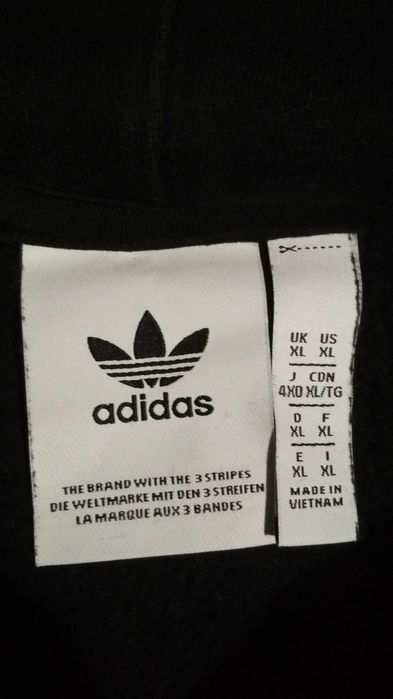 adidas
THE BRAND WITH THE 3 STRIPES
DIE WELTMARKE MIT DEN 3 STREIFEN
LA MARQUE AUX 3 BANDES
UK US
XL XL
J CDN
4XO XL/TG
D F
XL XL
E I
XL XL
MADE IN
VIETNAM